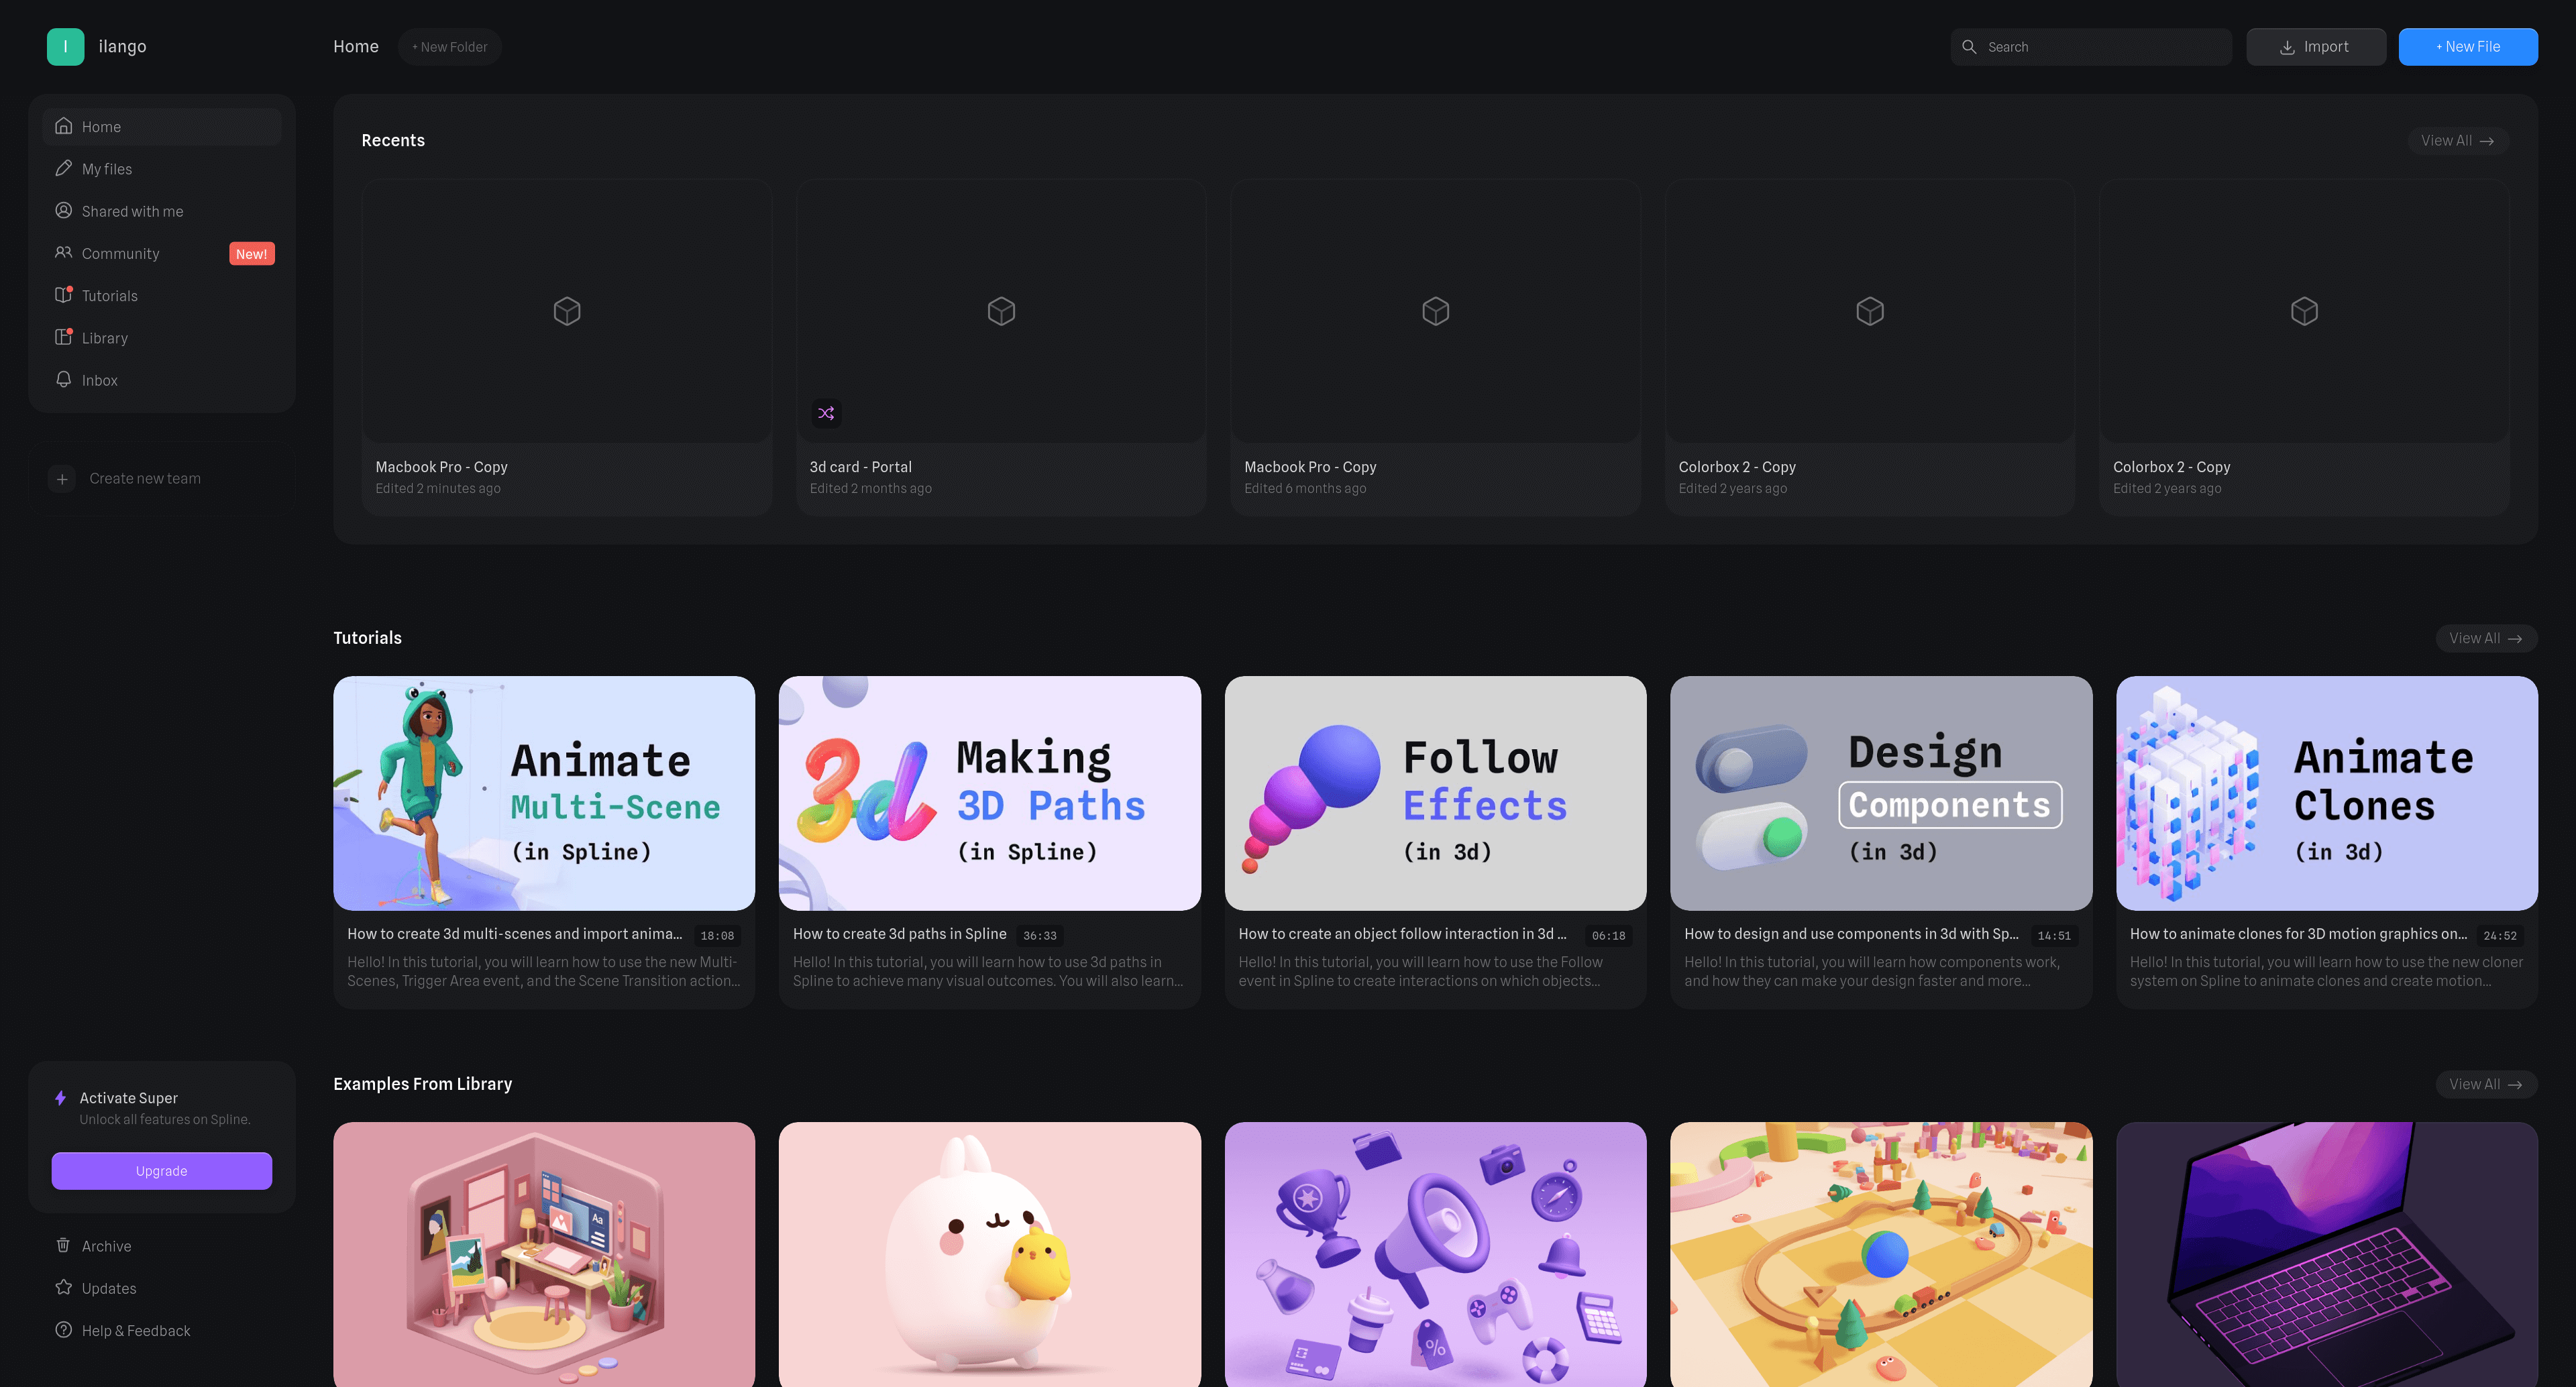 I
ilango
Home
+ New Folder
Search
Import
+ New File
Home
My files
Shared with me
Community
New!
Tutorials
Library
Inbox
Create new team
Recents
View All →
Macbook Pro - Copy
Edited 2 minutes ago
3d card - Portal
Edited 2 months ago
Macbook Pro - Copy
Edited 6 months ago
Colorbox 2 - Copy
Edited 2 years ago
Colorbox 2 - Copy
Edited 2 years ago
Tutorials
View All →
Animate
Multi-Scene
(in Spline)
How to create 3d multi-scenes and import anima...
18:08
Hello! In this tutorial, you will learn how to use the new Multi-
Scenes, Trigger Area event, and the Scene Transition action...
Making
3D Paths
(in Spline)
How to create 3d paths in Spline
36:33
Hello! In this tutorial, you will learn how to use 3d paths in
Spline to achieve many visual outcomes. You will also learn...
Follow
Effects
(in 3d)
How to create an object follow interaction in 3d ...
06:18
Hello! In this tutorial, you will learn how to use the Follow
event in Spline to create interactions on which objects...
Design
Components
(in 3d)
How to design and use components in 3d with Sp...
14:51
Hello! In this tutorial, you will learn how components work,
and how they can make your design faster and more...
Animate
Clones
(in 3d)
How to animate clones for 3D motion graphics on...
24:52
Hello! In this tutorial, you will learn how to use the new cloner
system on Spline to animate clones and create motion...
Activate Super
Unlock all features on Spline.
Upgrade
Archive
Updates
Help & Feedback
Examples From Library
View All →
Aa
%